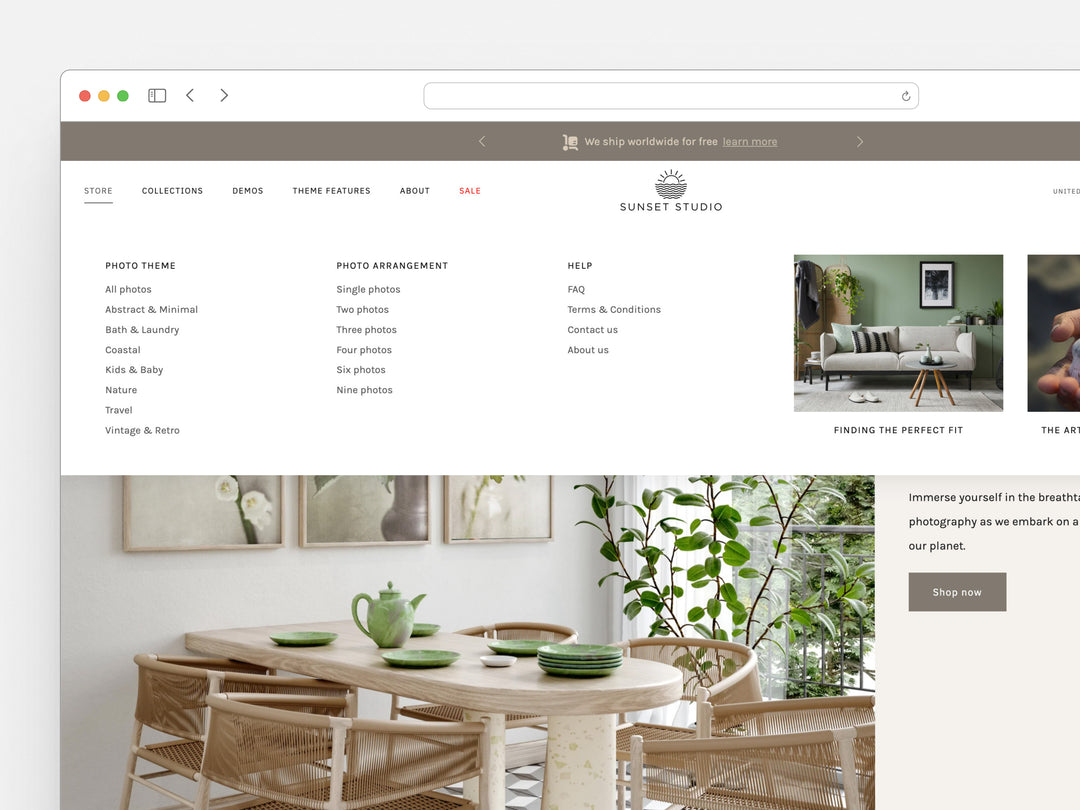 We ship worldwide for free learn more
STORE COLLECTIONS DEMOS THEME FEATURES ABOUT SALE
SUNSET STUDIO
UNITED
PHOTO THEME
All photos
Abstract & Minimal
Bath & Laundry
Coastal
Kids & Baby
Nature
Travel
Vintage & Retro
PHOTO ARRANGEMENT
Single photos
Two photos
Three photos
Four photos
Six photos
Nine photos
HELP
FAQ
Terms & Conditions
Contact us
About us
FINDING THE PERFECT FIT
THE ART
Immerse yourself in the breathta
photography as we embark on a
our planet.
Shop now